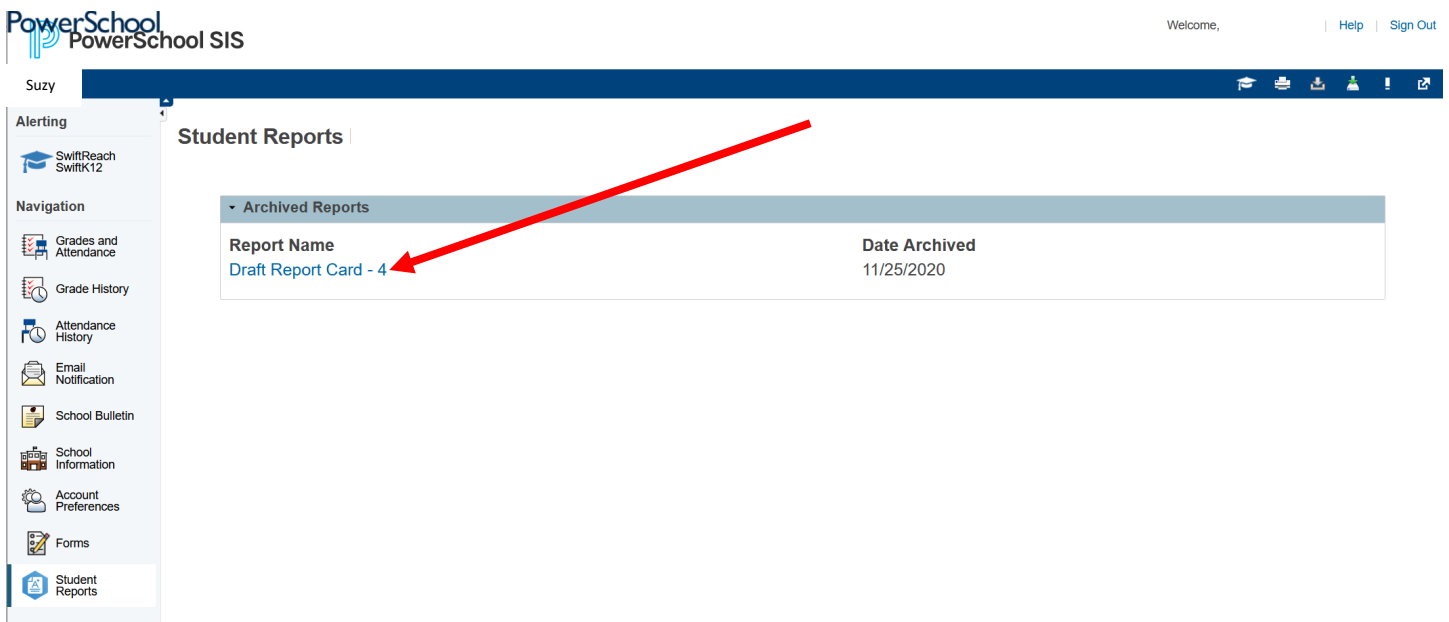 PowerSchool
PowerSchool SIS
Welcome, | Help | Sign Out
Suzy
Alerting
SwiftReach
SwiftK12
Navigation
Grades and
Attendance
Grade History
Attendance
History
Email
Notification
School Bulletin
School
Information
Account
Preferences
Forms
Student
Reports
Student Reports
Archived Reports
Report Name Date Archived
Draft Report Card - 4 11/25/2020